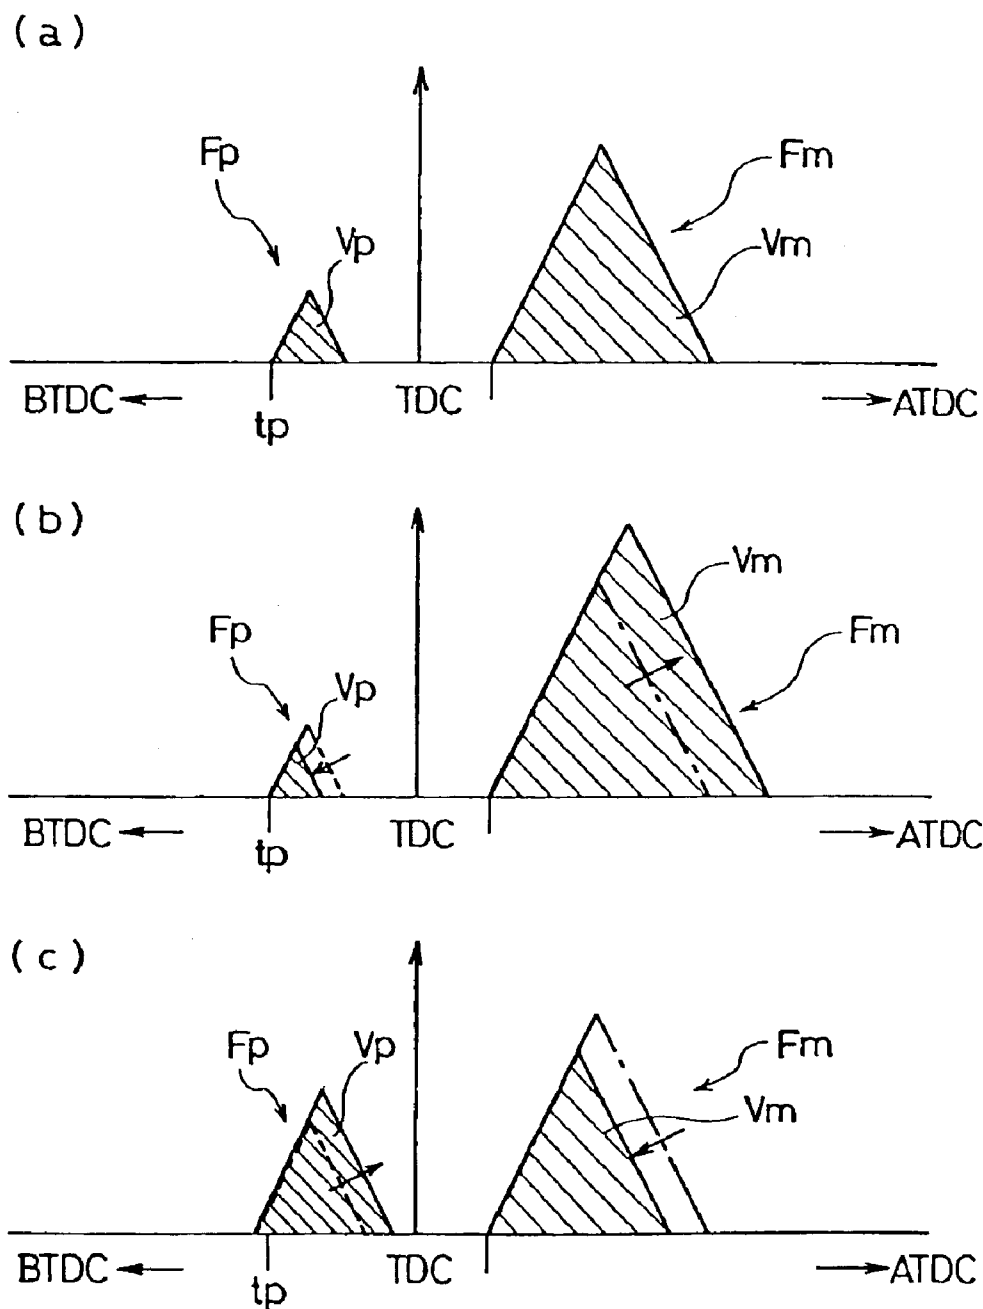 (a)
Fp
Vp
Fm
Vm
BTDC
tp
TDC
ATDC
(b)
Fp
Vp
Vm
Fm
BTDC
tp
TDC
ATDC
(c)
Fp
Vp
Fm
Vm
BTDC
tp
TDC
ATDC